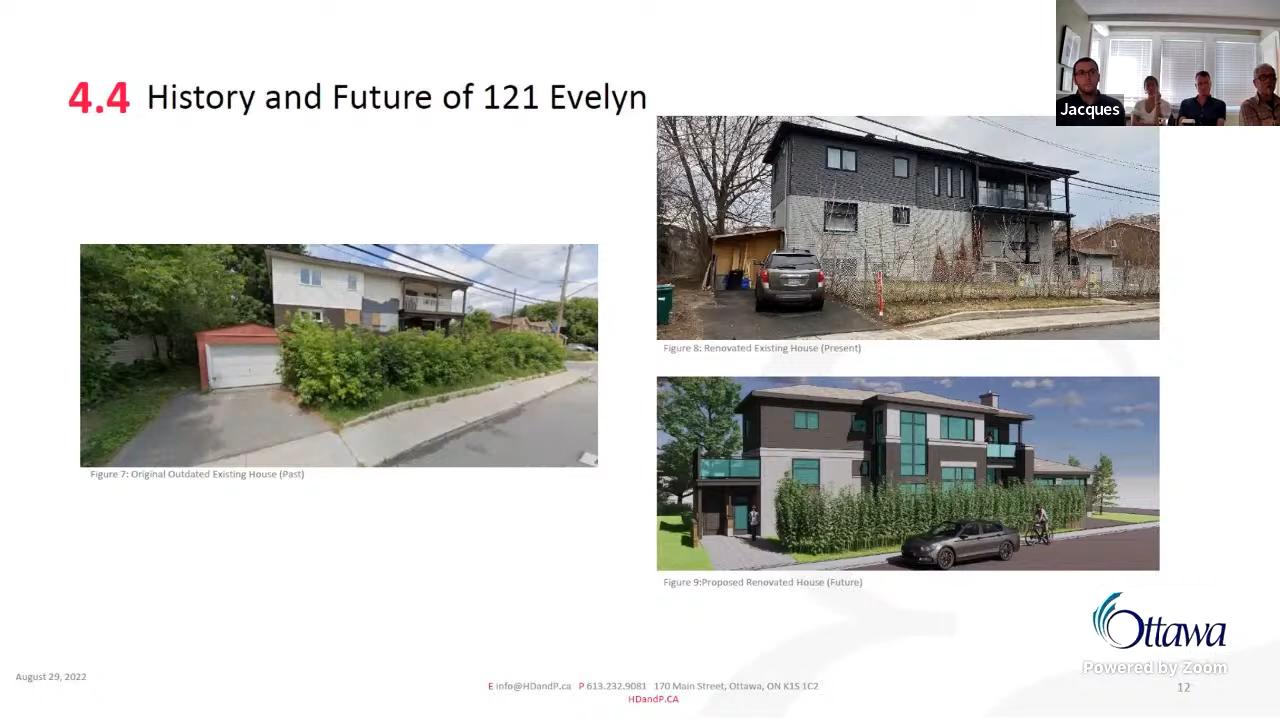 Jacques
4.4 History and Future of 121 Evelyn
Figure 8: Renovated Existing House (Present)
Figure 7: Original Outdated Existing House (Past)
Figure 9:Proposed Renovated House (Future)
Ottawa
Powered by Zoom
August 29, 2022
E info@HDandP.ca P 613.232.9081 170 Main Street, Ottawa, ON K1S 1C2
HDandP.CA
12